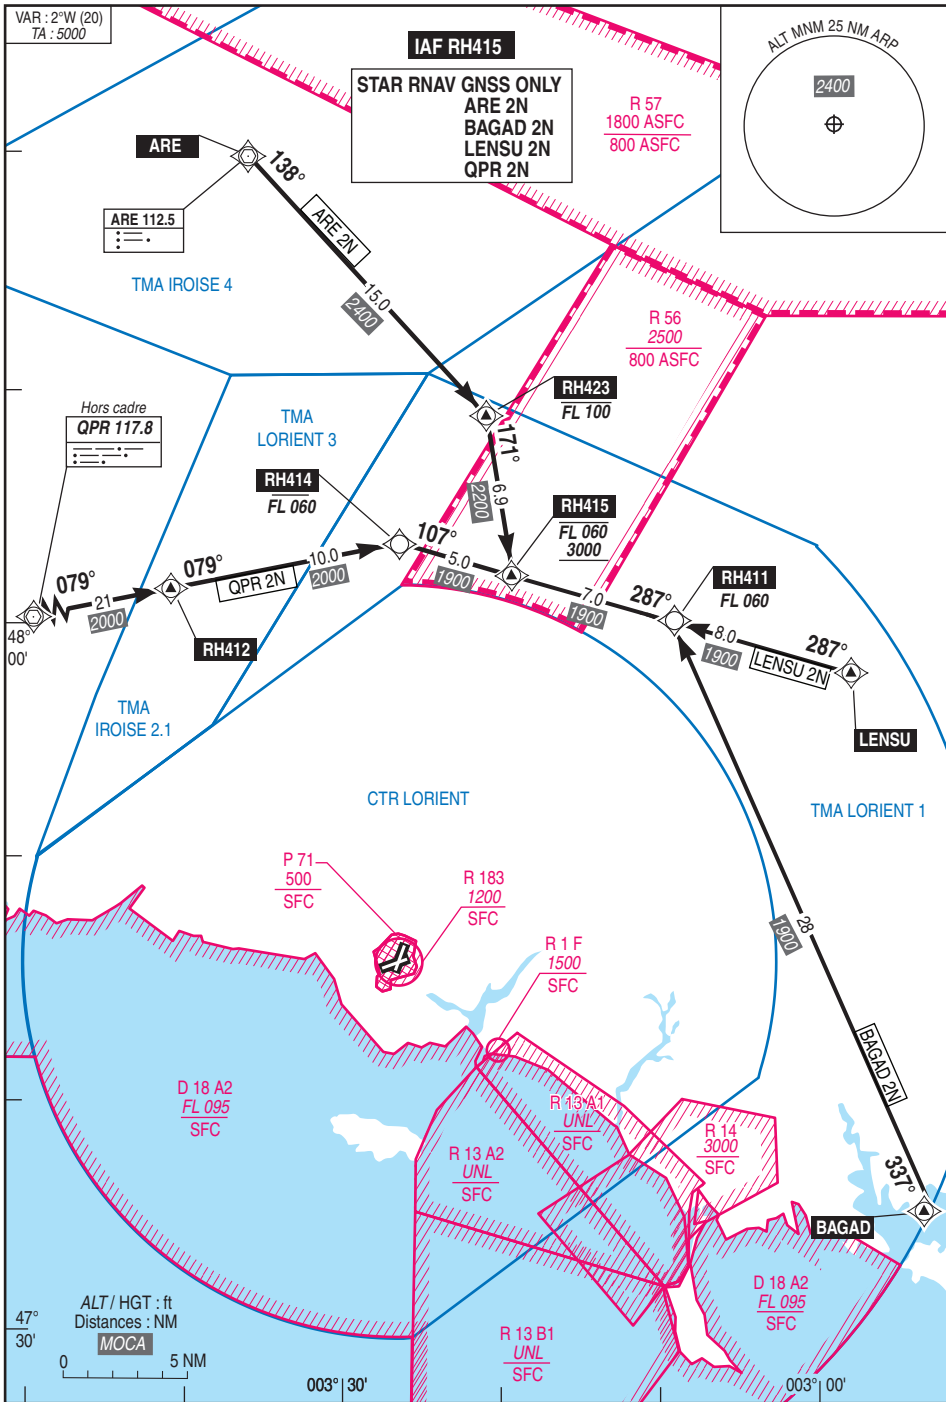 VAR : 2°W (20)
TA : 5000
IAF RH415
STAR RNAV GNSS ONLY
ARE 2N
BAGAD 2N
LENSU 2N
QPR 2N
ALT MNM 25 NM ARP
2400
R 57
1800 ASFC
800 ASFC
ARE
138°
ARE 112.5
ARE 2N
TMA IROISE 4
15.0
2400
R 56
2500
800 ASFC
RH423
FL 100
Hors cadre
QPR 117.8
TMA
LORIENT 3
171°
RH414
FL 060
6.9
2200
RH415
FL 060
3000
107°
079°
079°
10.0
QPR 2N
2000
5.0
1900
7.0
1900
287°
RH411
FL 060
21
2000
8.0
1900
287°
LENSU 2N
48°
00'
RH412
TMA
IROISE 2.1
LENSU
CTR LORIENT
TMA LORIENT 1
P 71
500
SFC
R 183
1200
SFC
28
1900
R 1 F
1500
SFC
BAGAD 2N
D 18 A2
FL 095
SFC
R 13 A1
UNL
SFC
R 14
3000
SFC
R 13 A2
UNL
SFC
337°
BAGAD
D 18 A2
FL 095
SFC
ALT / HGT : ft
Distances : NM
MOCA
0 5 NM
47°
30'
R 13 B1
UNL
SFC
003° 30'
003° 00'